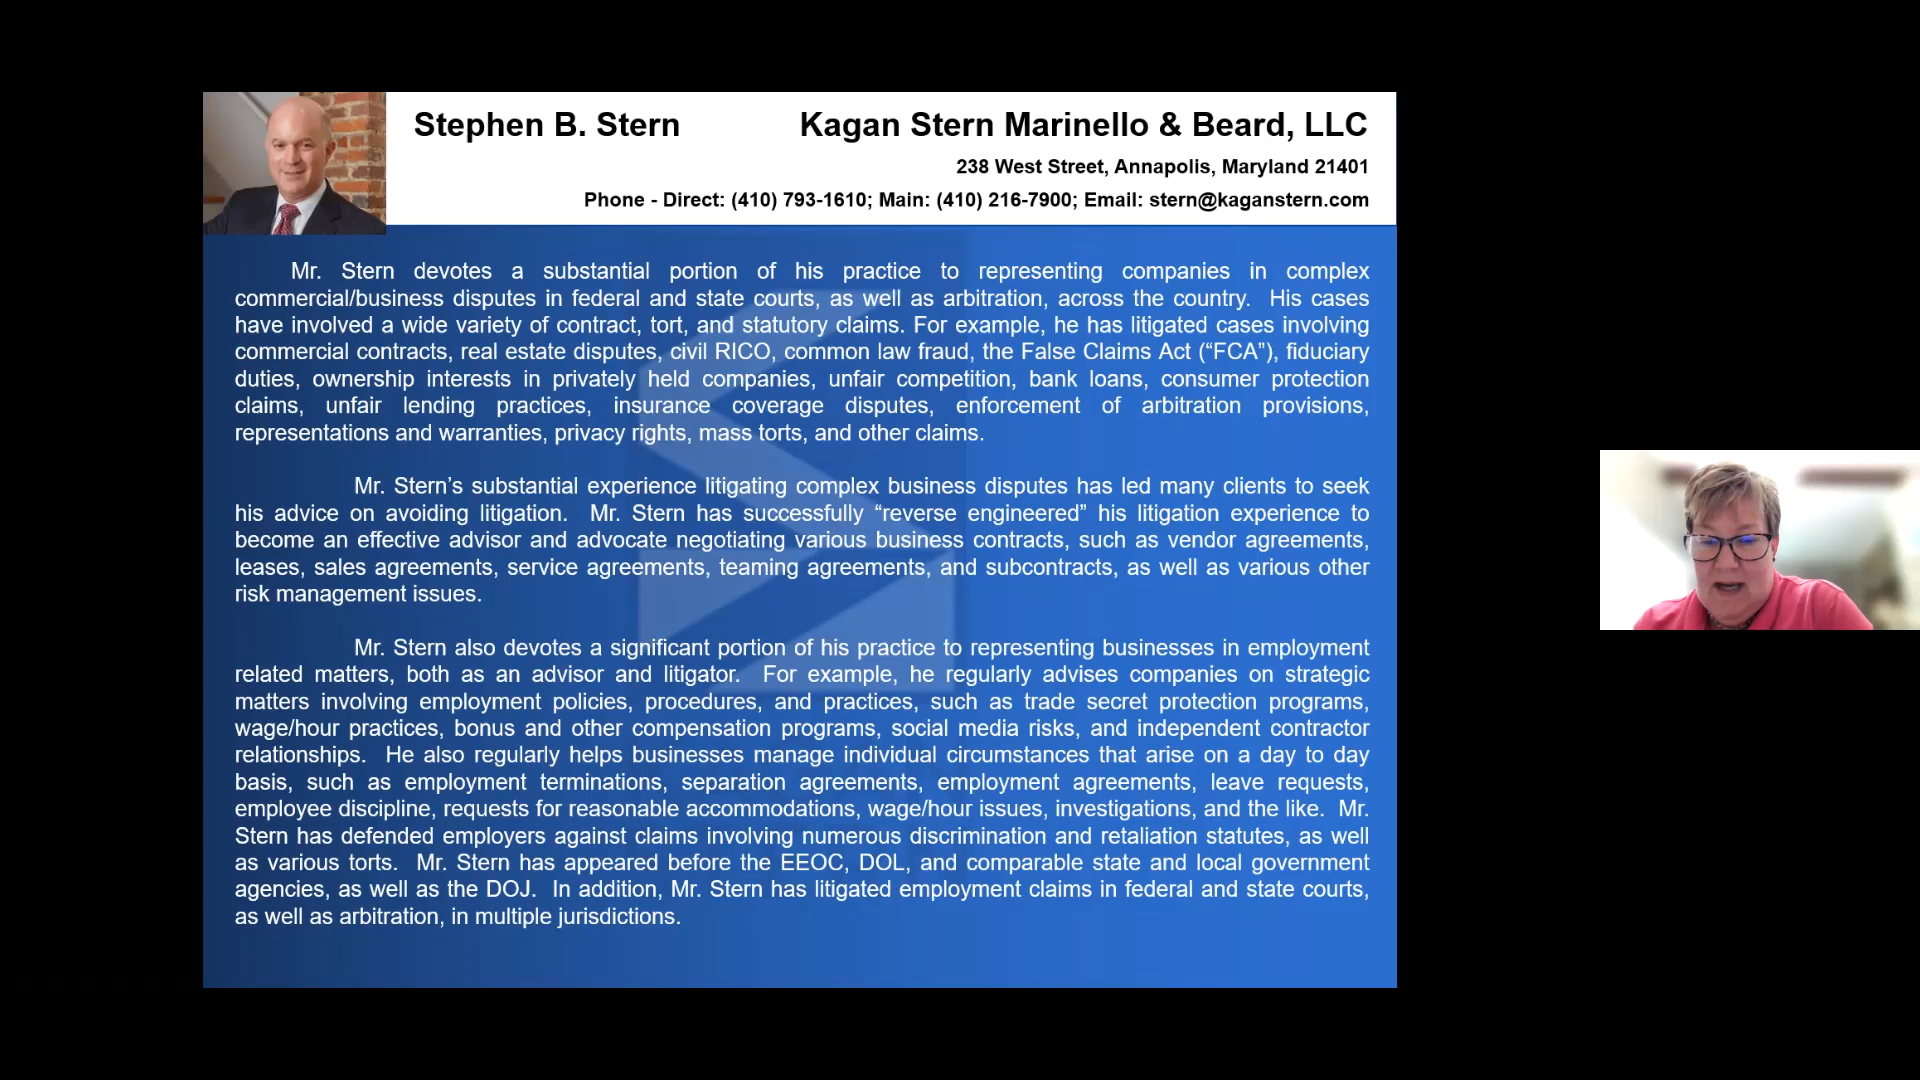 Stephen B. Stern
Kagan Stern Marinello & Beard, LLC
238 West Street, Annapolis, Maryland 21401
Phone - Direct: (410) 793-1610; Main: (410) 216-7900; Email: stern@kaganstern.com
Mr. Stern devotes a substantial portion of his practice to representing companies in complex
commercial/business disputes in federal and state courts, as well as arbitration, across the country. His cases
have involved a wide variety of contract, tort, and statutory claims. For example, he has litigated cases involving
commercial contracts, real estate disputes, civil RICO, common law fraud, the False Claims Act (“FCA”), fiduciary
duties, ownership interests in privately held companies, unfair competition, bank loans, consumer protection
claims, unfair lending practices, insurance coverage disputes, enforcement of arbitration provisions,
representations and warranties, privacy rights, mass torts, and other claims.
Mr. Stern’s substantial experience litigating complex business disputes has led many clients to seek
his advice on avoiding litigation. Mr. Stern has successfully “reverse engineered” his litigation experience to
become an effective advisor and advocate negotiating various business contracts, such as vendor agreements,
leases, sales agreements, service agreements, teaming agreements, and subcontracts, as well as various other
risk management issues.
Mr. Stern also devotes a significant portion of his practice to representing businesses in employment
related matters, both as an advisor and litigator. For example, he regularly advises companies on strategic
matters involving employment policies, procedures, and practices, such as trade secret protection programs,
wage/hour practices, bonus and other compensation programs, social media risks, and independent contractor
relationships. He also regularly helps businesses manage individual circumstances that arise on a day to day
basis, such as employment terminations, separation agreements, employment agreements, leave requests,
employee discipline, requests for reasonable accommodations, wage/hour issues, investigations, and the like. Mr.
Stern has defended employers against claims involving numerous discrimination and retaliation statutes, as well
as various torts. Mr. Stern has appeared before the EEOC, DOL, and comparable state and local government
agencies, as well as the DOJ. In addition, Mr. Stern has litigated employment claims in federal and state courts,
as well as arbitration, in multiple jurisdictions.